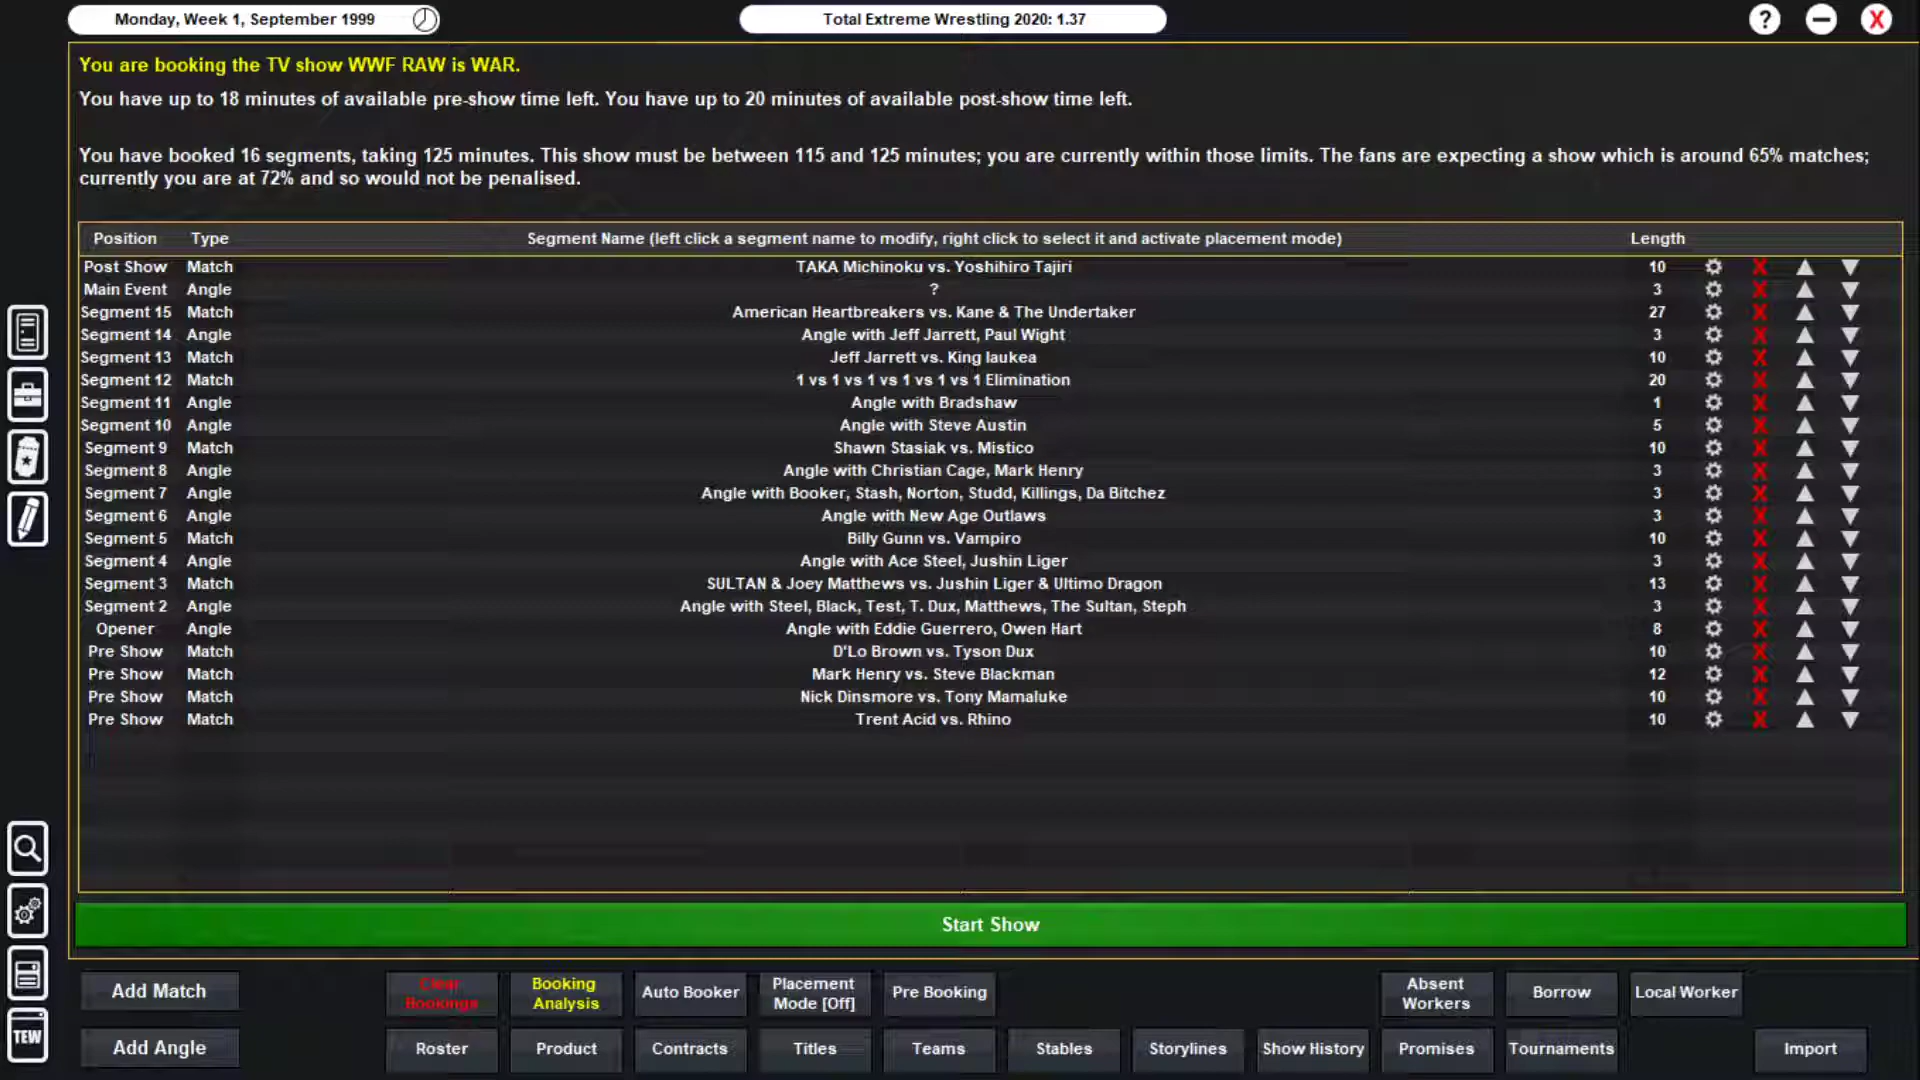 Monday, Week 1, September 1999
Total Extreme Wrestling 2020: 1.37
?
X
You are booking the TV show WWF RAW is WAR.
You have up to 18 minutes of available pre-show time left. You have up to 20 minutes of available post-show time left.
You have booked 16 segments, taking 125 minutes. This show must be between 115 and 125 minutes; you are currently within those limits. The fans are expecting a show which is around 65% matches;
currently you are at 72% and so would not be penalised.
Position Type Segment Name (left click a segment name to modify, right click to select it and activate placement mode) Length
Post Show Match TAKA Michinoku vs. Yoshihiro Tajiri 10 X
Main Event Angle ? 3 X
Segment 15 Match American Heartbreakers vs. Kane & The Undertaker 27 X
Segment 14 Angle Angle with Jeff Jarrett, Paul Wight 3 X
Segment 13 Match Jeff Jarrett vs. King Iaukea 10 X
Segment 12 Match 1 vs 1 vs 1 vs 1 vs 1 vs 1 Elimination 20 X
Segment 11 Angle Angle with Bradshaw 1 X
Segment 10 Angle Angle with Steve Austin 5 X
Segment 9 Match Shawn Stasiak vs. Mistico 10 X
Segment 8 Angle Angle with Christian Cage, Mark Henry 3 X
Segment 7 Angle Angle with Booker, Stash, Norton, Studd, Killings, Da Bitchez 3 X
Segment 6 Angle Angle with New Age Outlaws 3 X
Segment 5 Match Billy Gunn vs. Vampiro 10 X
Segment 4 Angle Angle with Ace Steel, Jushin Liger 3 X
Segment 3 Match SULTAN & Joey Matthews vs. Jushin Liger & Ultimo Dragon 13 X
Segment 2 Angle Angle with Steel, Black, Test, T. Dux, Matthews, The Sultan, Steph 3 X
Opener Angle Angle with Eddie Guerrero, Owen Hart 8 X
Pre Show Match D'Lo Brown vs. Tyson Dux 10 X
Pre Show Match Mark Henry vs. Steve Blackman 12 X
Pre Show Match Nick Dinsmore vs. Tony Mamaluke 10 X
Pre Show Match Trent Acid vs. Rhino 10 X
Start Show
Add Match
Clear Bookings
Booking Analysis
Auto Booker
Placement Mode [Off]
Pre Booking
Absent Workers
Borrow
Local Worker
TEW
Add Angle
Roster
Product
Contracts
Titles
Teams
Stables
Storylines
Show History
Promises
Tournaments
Import